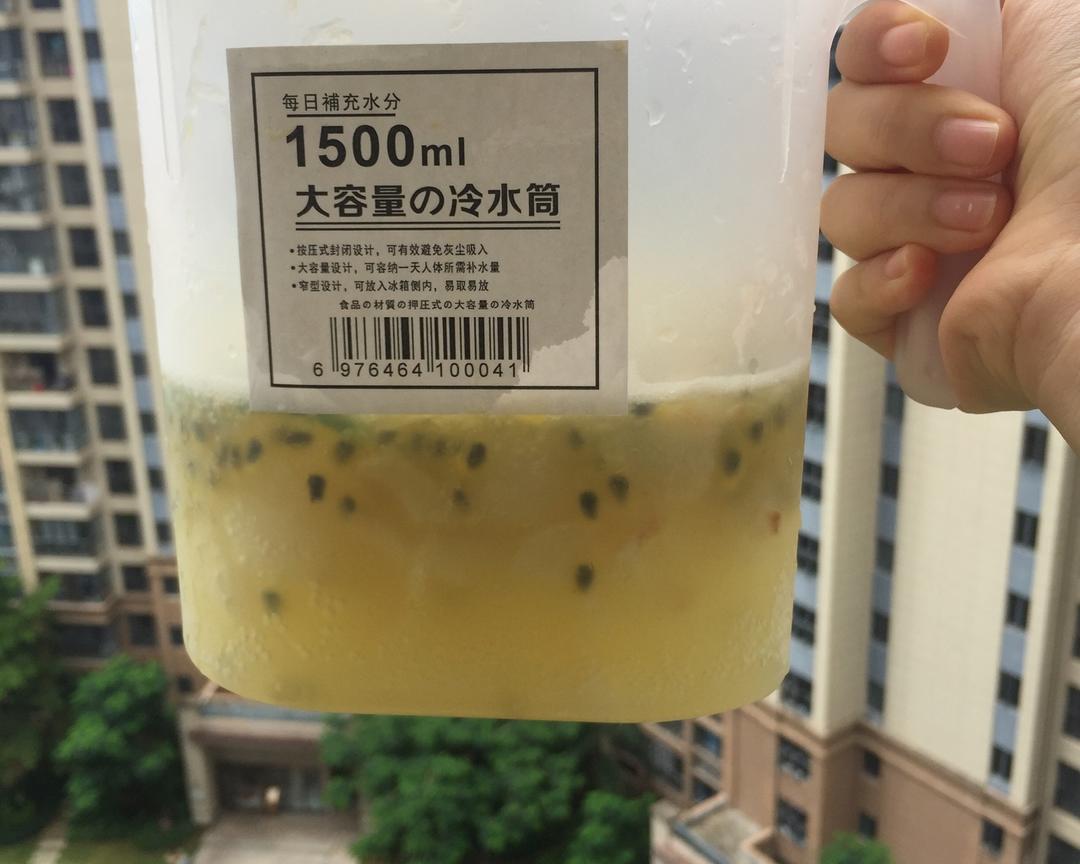 每日補充水分
1500ml
大容量の冷水筒
•按压式封闭设计，可有效避免灰尘吸入
•大容量设计，可容纳一天人体所需补水量
•窄型设计，可放入冰箱侧内，易取易放
食品の材質の押圧式の大容量の冷水筒
6 976464 100041